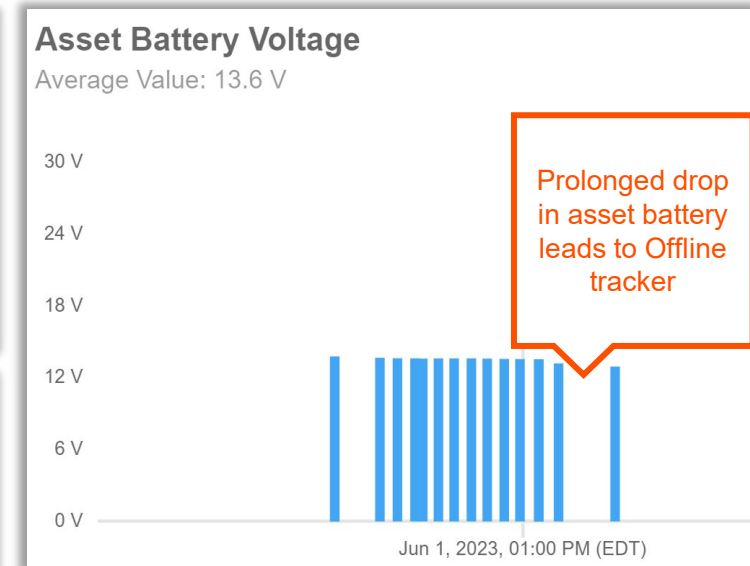 Asset Battery Voltage
Average Value: 13.6 V
Prolonged drop
in asset battery
leads to Offline
tracker
30 V
24 V
18 V
12 V
6 V
0 V
Jun 1, 2023, 01:00 PM (EDT)